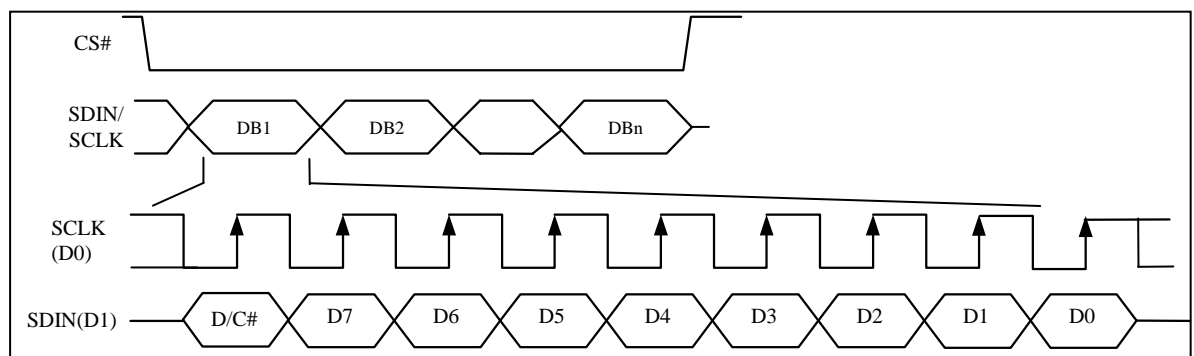 CS#
SDIN/
SCLK
DB1 DB2 DBn
SCLK
(D0)
SDIN(D1) D/C# D7 D6 D5 D4 D3 D2 D1 D0